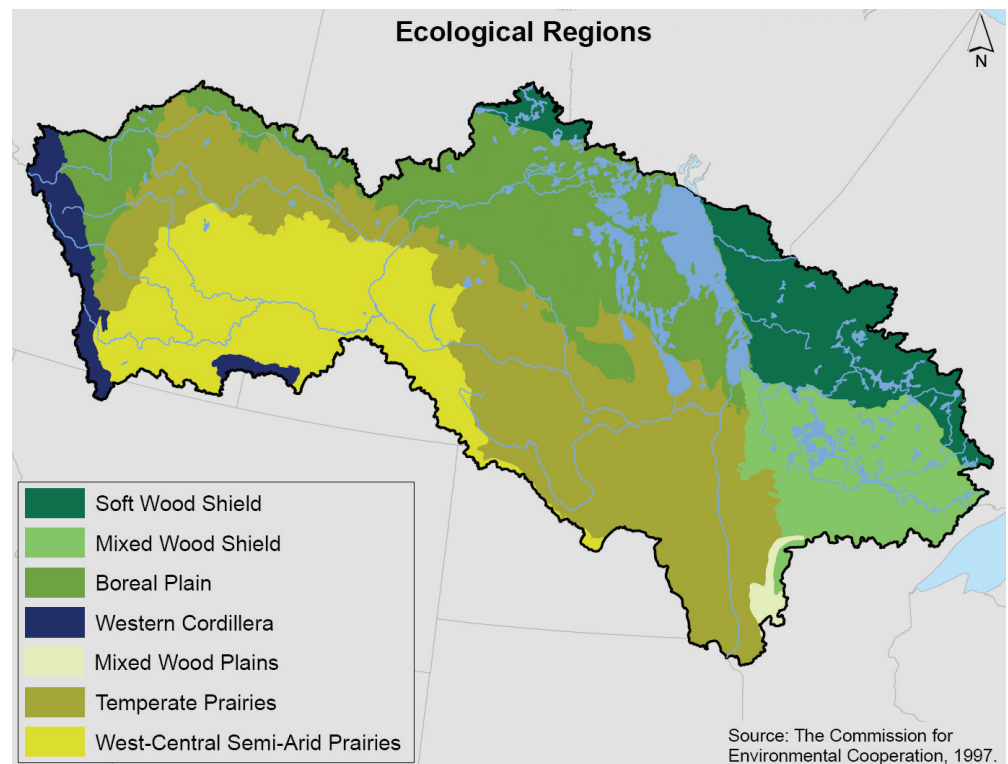 Ecological Regions
N
Soft Wood Shield
Mixed Wood Shield
Boreal Plain
Western Cordillera
Mixed Wood Plains
Temperate Prairies
West-Central Semi-Arid Prairies
Source: The Commission for
Environmental Cooperation, 1997.